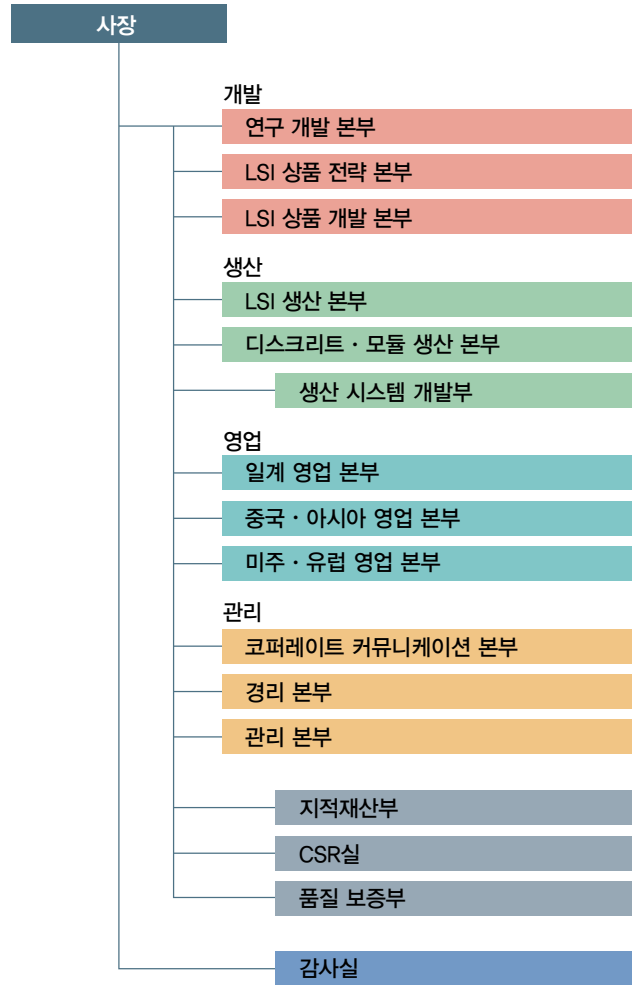 사장
개발
연구 개발 본부
LSI 상품 전략 본부
LSI 상품 개발 본부
생산
LSI 생산 본부
디스크리트 · 모듈 생산 본부
생산 시스템 개발부
영업
일계 영업 본부
중국 · 아시아 영업 본부
미주 · 유럽 영업 본부
관리
코퍼레이트 커뮤니케이션 본부
경리 본부
관리 본부
지적재산부
CSR실
품질 보증부
감사실